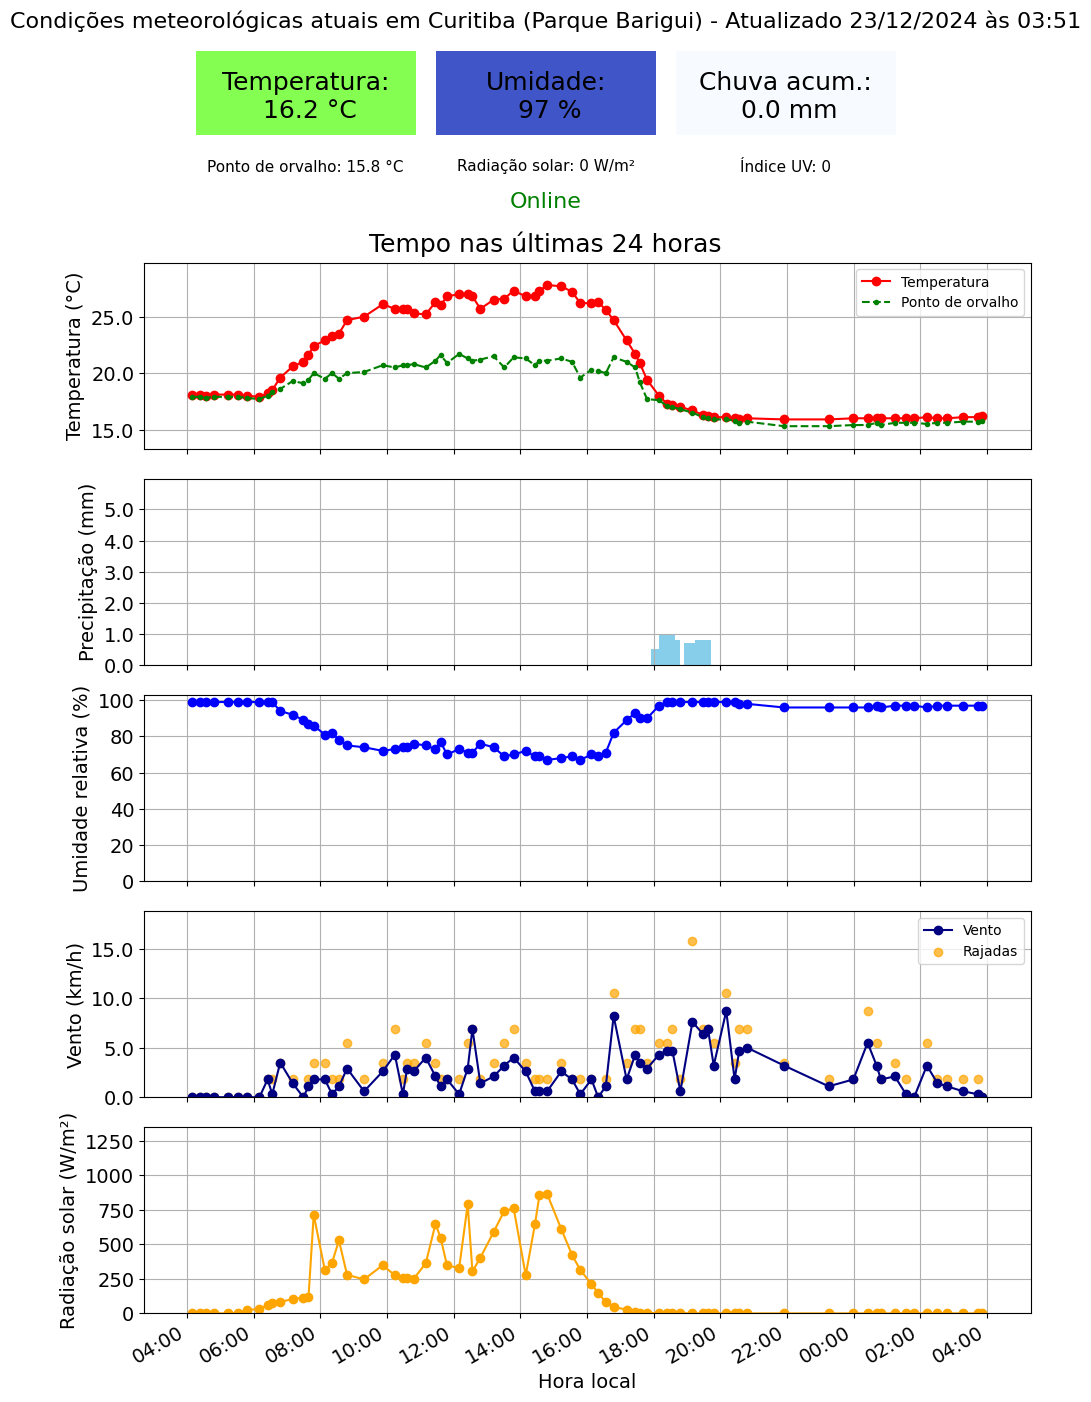 Condições meteorológicas atuais em Curitiba (Parque Barigui) - Atualizado 23/12/2024 às 03:51
Temperatura:
16.2 °C
Umidade:
97 %
Chuva acum.:
0.0 mm
Ponto de orvalho: 15.8 °C
Radiação solar: 0 W/m²
Índice UV: 0
Online
Tempo nas últimas 24 horas
Temperatura (°C)
25.0
20.0
15.0
Temperatura
Ponto de orvalho
Precipitação (mm)
5.0
4.0
3.0
2.0
1.0
0.0
Umidade relativa (%)
100
80
60
40
20
0
Vento (km/h)
15.0
10.0
5.0
0.0
Vento
Rajadas
Radiação solar (W/m²)
1250
1000
750
500
250
0
04:00
06:00
08:00
10:00
12:00
14:00
16:00
18:00
20:00
22:00
00:00
02:00
04:00
Hora local